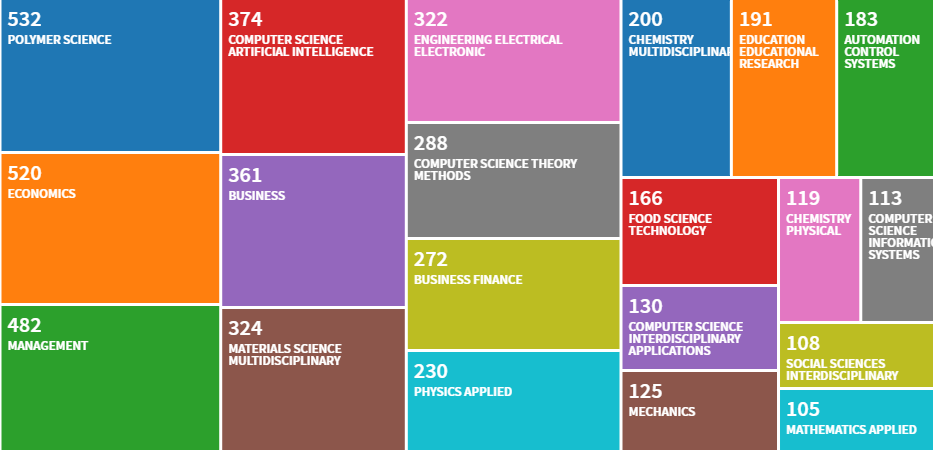 532
POLYMER SCIENCE
520
ECONOMICS
482
MANAGEMENT
374
COMPUTER SCIENCE
ARTIFICIAL INTELLIGENCE
361
BUSINESS
324
MATERIALS SCIENCE
MULTIDISCIPLINARY
322
ENGINEERING ELECTRICAL
ELECTRONIC
288
COMPUTER SCIENCE THEORY
METHODS
272
BUSINESS FINANCE
230
PHYSICS APPLIED
200
CHEMISTRY
MULTIDISCIPLINAR
191
EDUCATION
EDUCATIONAL
RESEARCH
183
AUTOMATION
CONTROL
SYSTEMS
166
FOOD SCIENCE
TECHNOLOGY
130
COMPUTER SCIENCE
INTERDISCIPLINARY
APPLICATIONS
125
MECHANICS
119
CHEMISTRY
PHYSICAL
113
COMPUTER
SCIENCE
INFORMATI
SYSTEMS
108
SOCIAL SCIENCES
INTERDISCIPLINARY
105
MATHEMATICS APPLIED